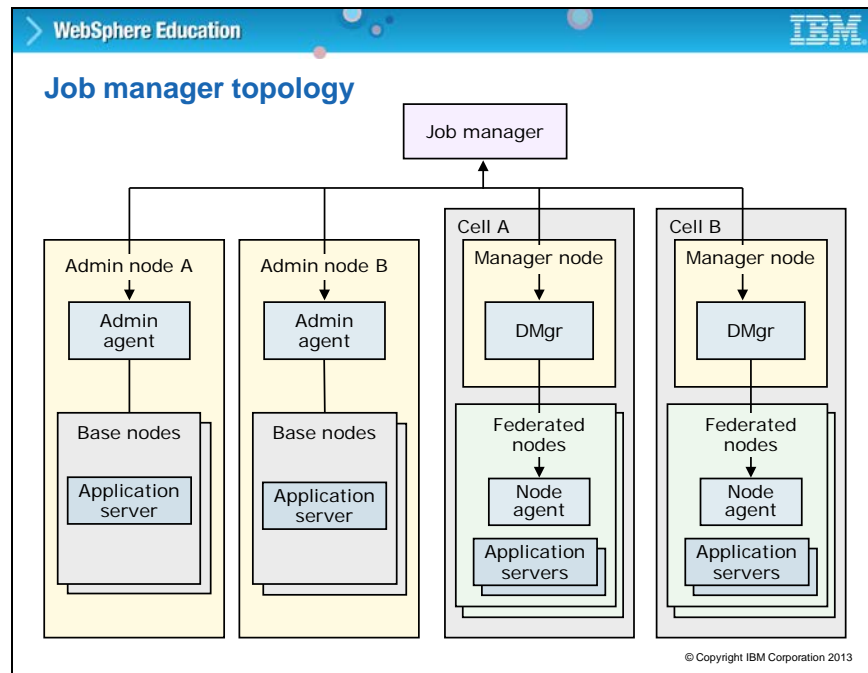 WebSphere Education
IBM
Job manager topology
Job manager
Admin node A
Admin
agent
Base nodes
Application
server
Admin node B
Admin
agent
Base nodes
Application
server
Cell A
Manager node
DMgr
Federated
nodes
Node
agent
Application
servers
Cell B
Manager node
DMgr
Federated
nodes
Node
agent
Application
servers
© Copyright IBM Corporation 2013